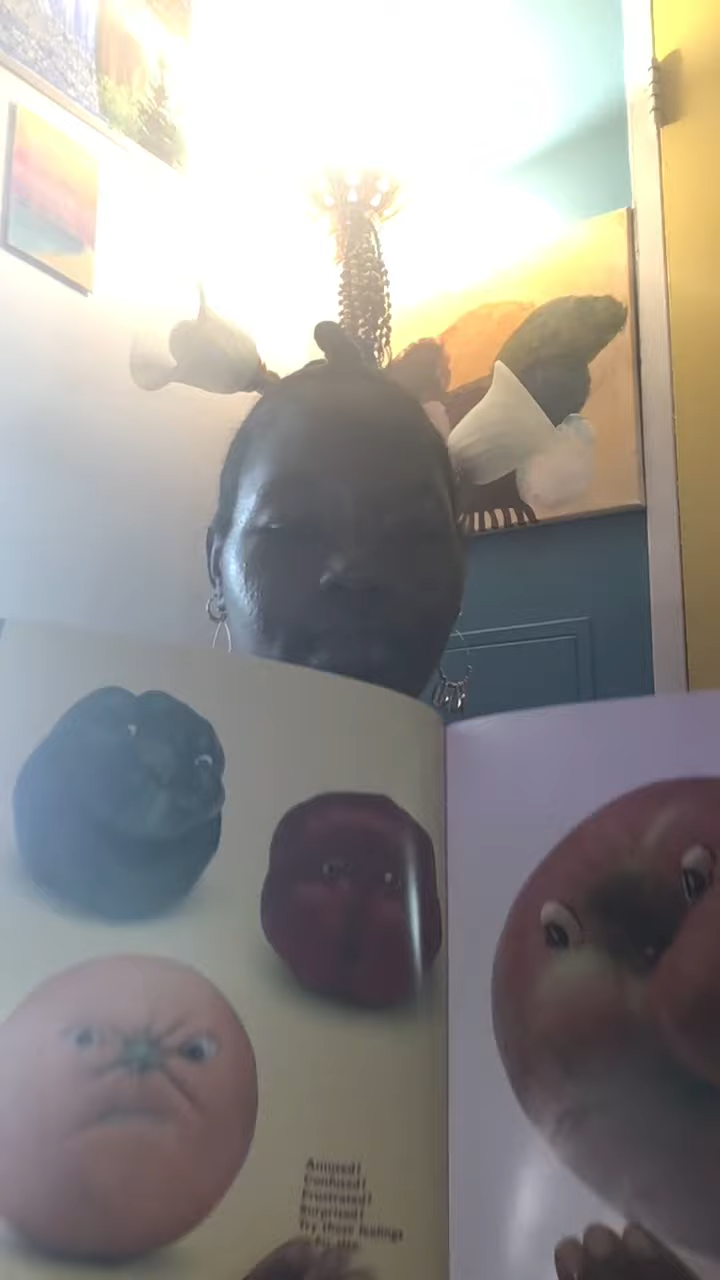 Amused?
Confused?
Frustrated?
Surprised?
Try these feelings